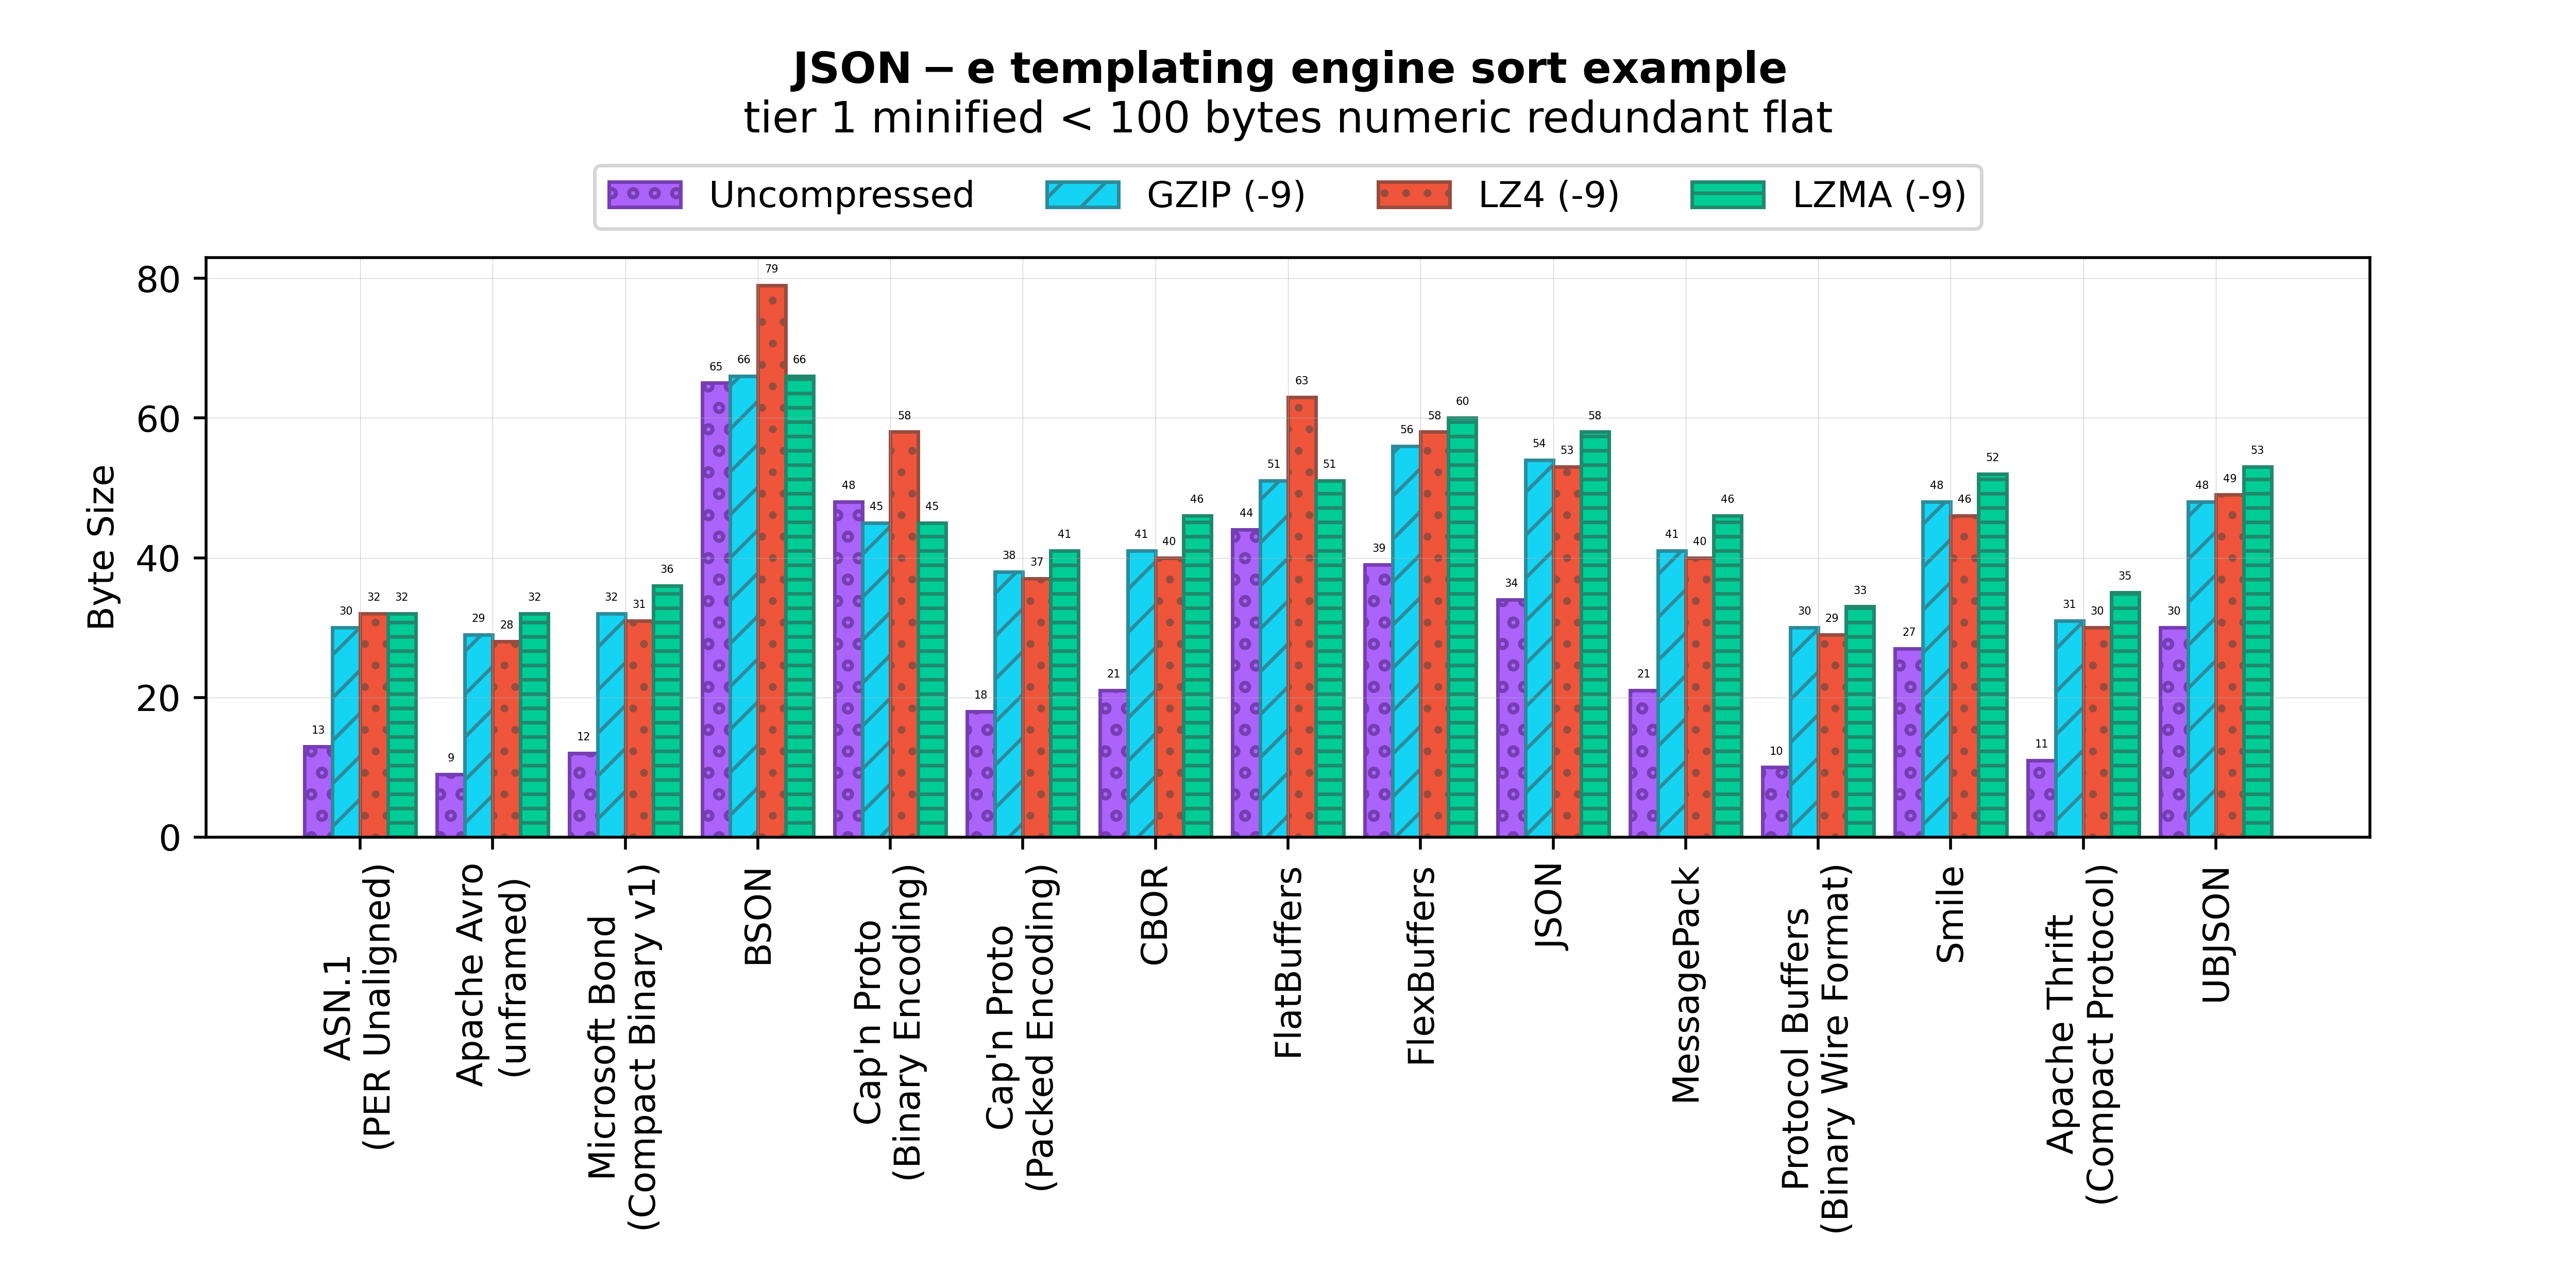 JSON − e templating engine sort example
tier 1 minified < 100 bytes numeric redundant flat
Uncompressed GZIP (-9) LZ4 (-9) LZMA (-9)
Byte Size
80
60
40
20
0
13 30 32 32
9 29 28 32
12 32 31 36
65 66 79 66
48 45 58 45
18 38 37 41
21 41 40 46
44 51 63 51
39 56 58 60
34 54 53 58
21 41 40 46
10 30 29 33
27 48 46 52
11 31 30 35
30 48 49 53
ASN.1
(PER Unaligned)
Apache Avro
(unframed)
Microsoft Bond
(Compact Binary v1)
BSON
Cap'n Proto
(Binary Encoding)
Cap'n Proto
(Packed Encoding)
CBOR
FlatBuffers
FlexBuffers
JSON
MessagePack
Protocol Buffers
(Binary Wire Format)
Smile
Apache Thrift
(Compact Protocol)
UBJSON